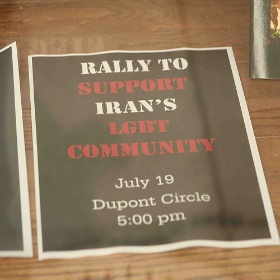 RALLY TO
SUPPORT
IRAN'S
LGBT
COMMUNITY
July 19
Dupont Circle
5:00 pm